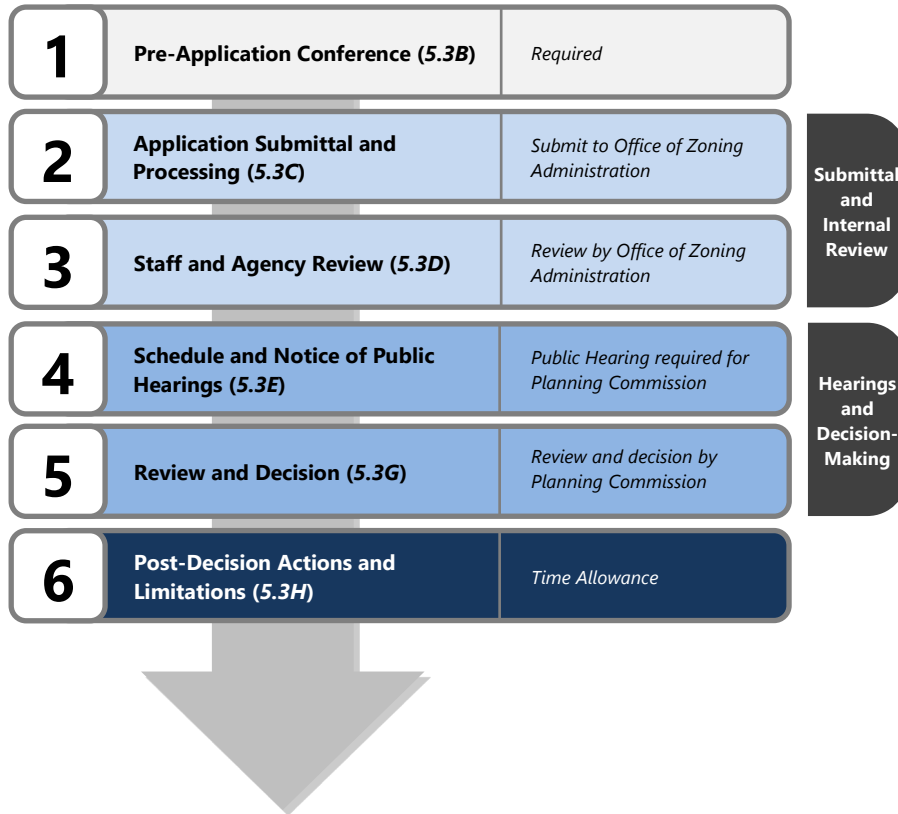 1
Pre-Application Conference (5.3B)
Required
2
Application Submittal and
Processing (5.3C)
Submit to Office of Zoning
Administration
3
Staff and Agency Review (5.3D)
Review by Office of Zoning
Administration
Submittal
and
Internal
Review
4
Schedule and Notice of Public
Hearings (5.3E)
Public Hearing required for
Planning Commission
5
Review and Decision (5.3G)
Review and decision by
Planning Commission
Hearings
and
Decision-
Making
6
Post-Decision Actions and
Limitations (5.3H)
Time Allowance